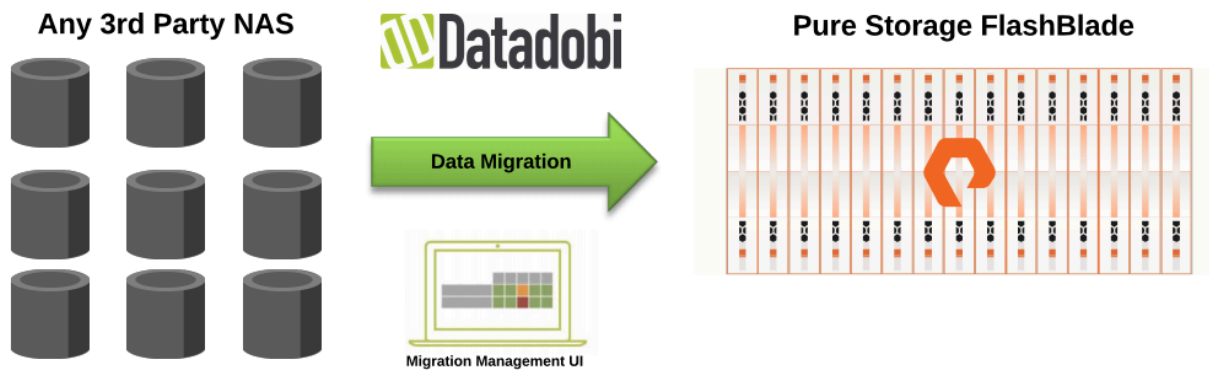 Any 3rd Party NAS
Datadobi
Pure Storage FlashBlade
Data Migration
Migration Management UI